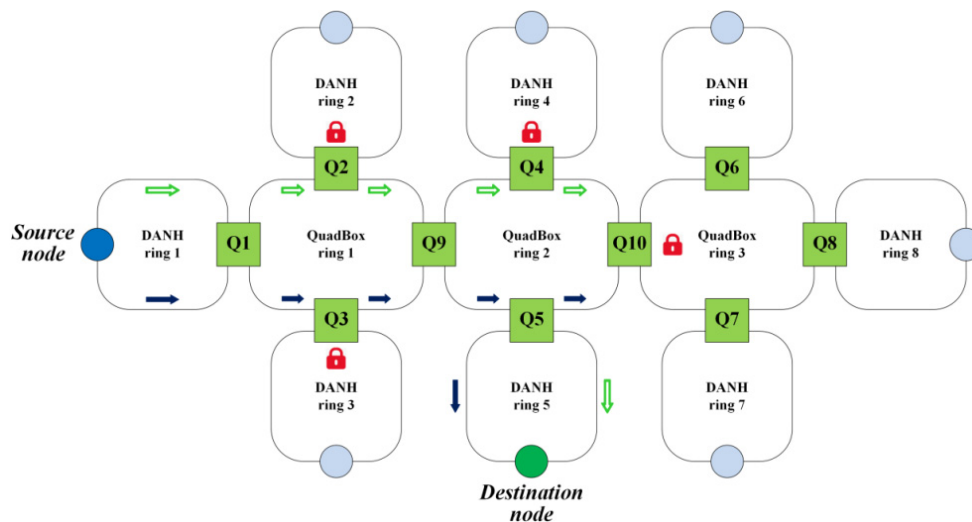 DANH
ring 2
DANH
ring 4
DANH
ring 6
Q2
Q4
Q6
Source
node
DANH
ring 1
Q1
QuadBox
ring 1
Q9
QuadBox
ring 2
Q10
QuadBox
ring 3
Q8
DANH
ring 8
Q3
Q5
Q7
DANH
ring 3
DANH
ring 5
DANH
ring 7
Destination
node